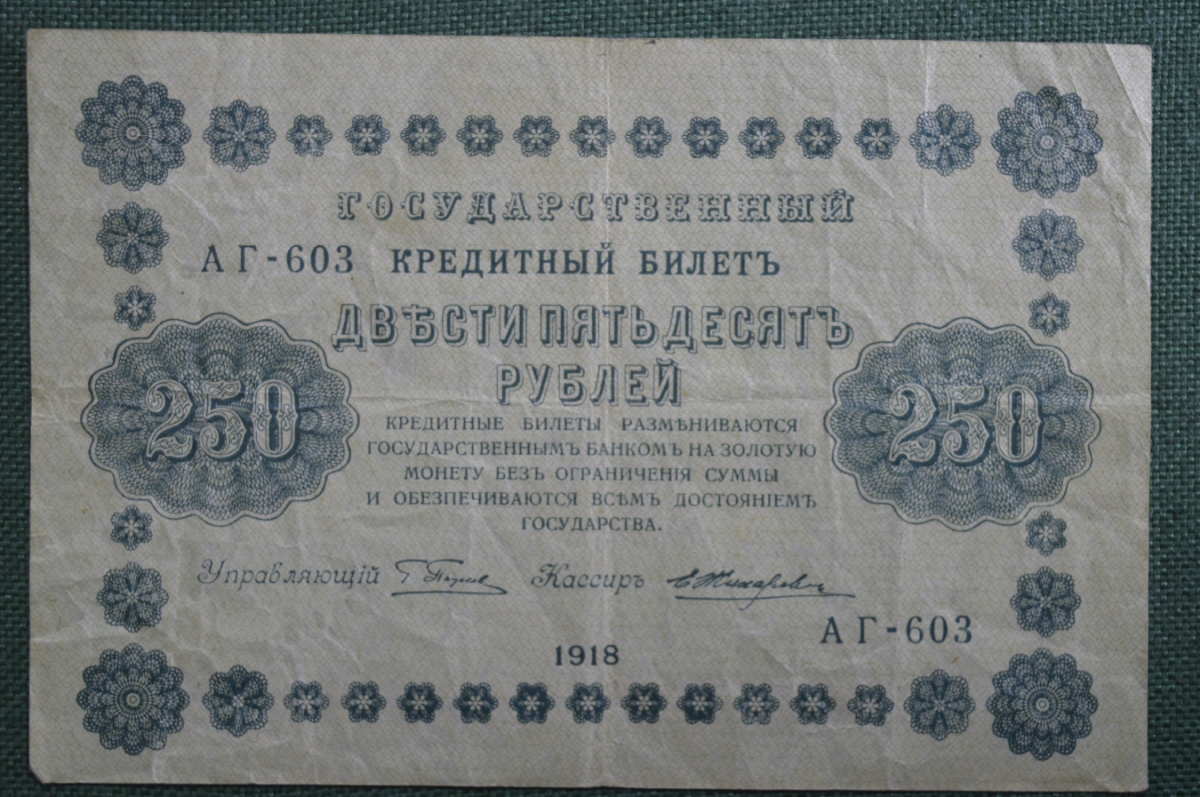 ГОСУДАРСТВЕННЫЙ
АГ-603 КРЕДИТНЫЙ БИЛЕТЪ
ДВѢСТИ ПЯТЬДЕСЯТЪ
РУБЛЕЙ
250
250
КРЕДИТНЫЕ БИЛЕТЫ РАЗМѢНИВАЮТСЯ
ГОСУДАРСТВЕННЫМЪ БАНКОМЪ НА ЗОЛОТУЮ
МОНЕТУ БЕЗЪ ОГРАНИЧЕНІЯ СУММЫ
И ОБЕЗПЕЧИВАЮТСЯ ВСѢМЪ ДОСТОЯНІЕМЪ
ГОСУДАРСТВА.
Управляющій Кассиръ
АГ-603
1918